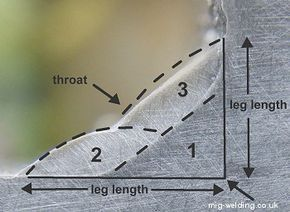 throat
3
leg length
2
1
leg length
mig-welding.co.uk